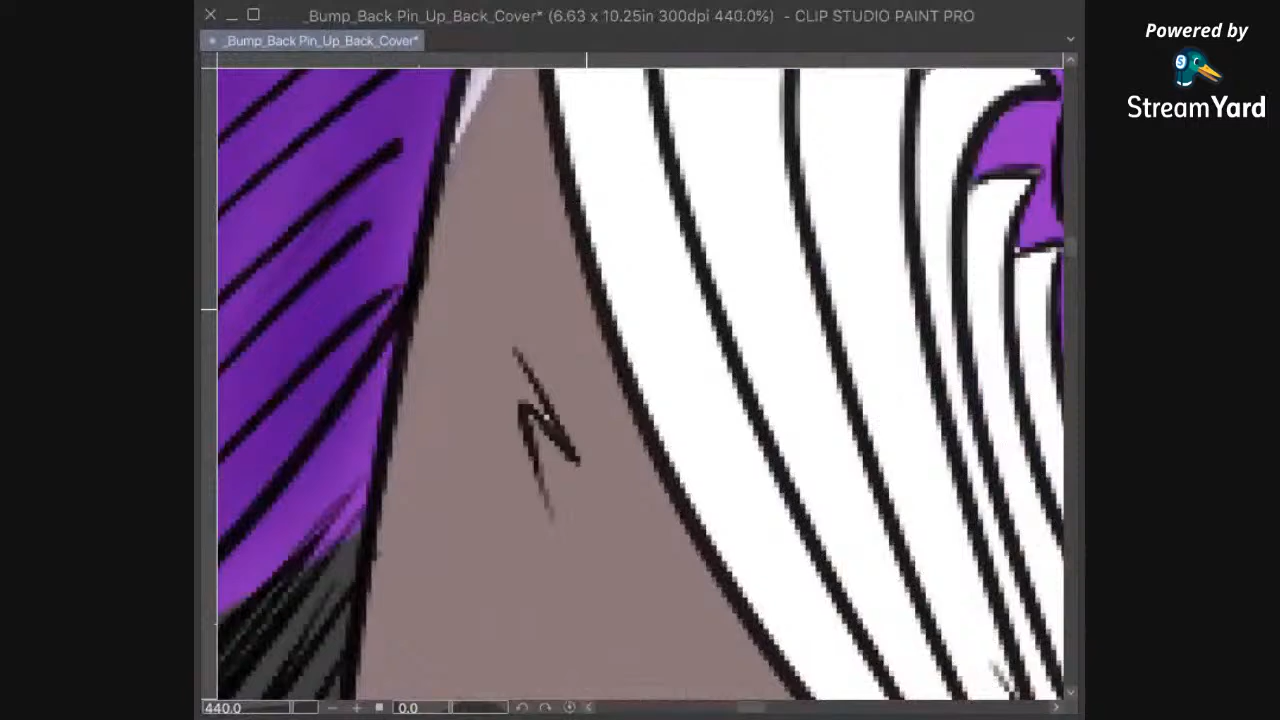 _Bump_Back Pin_Up_Back_Cover* (6.63 x 10.25in 300dpi 440.0%) - CLIP STUDIO PAINT PRO
_Bump_Back Pin_Up_Back_Cover*
Powered by
StreamYard
440.0
0.0